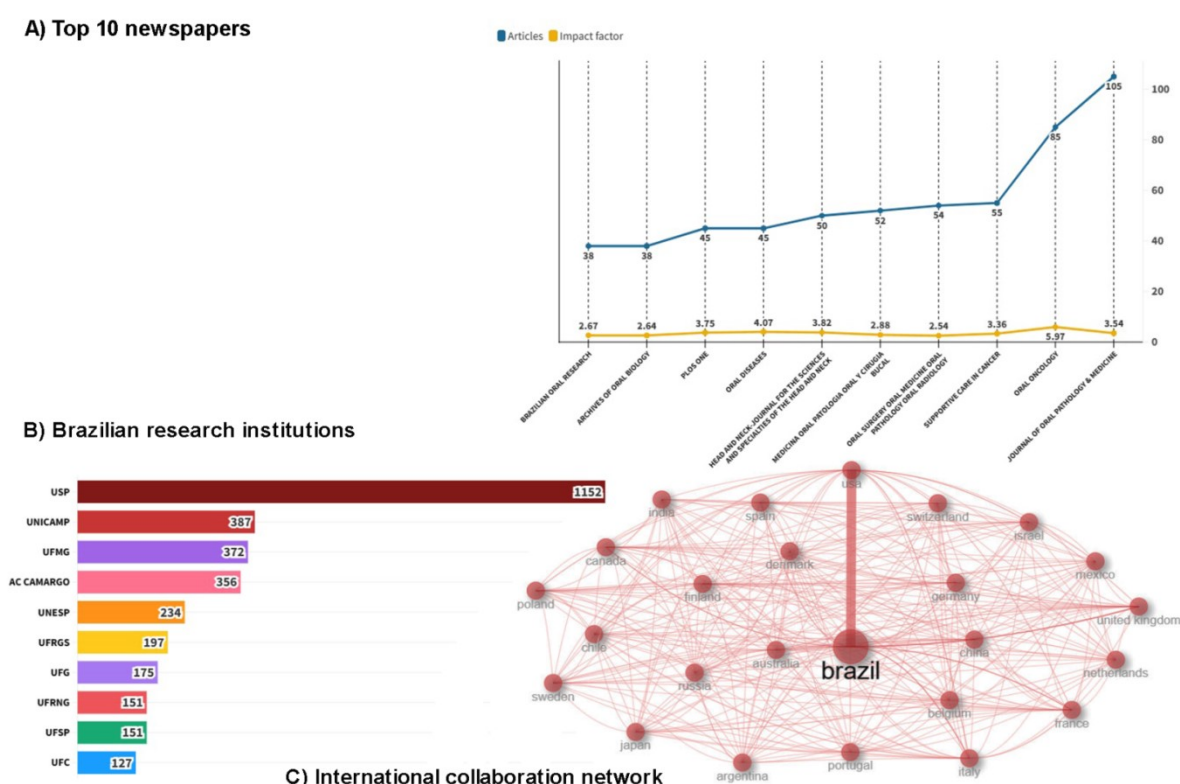 A) Top 10 newspapers
Articles Impact factor
100
80
60
40
20
0
38
38
45
45
50
52
54
55
85
105
2.67
2.64
3.75
4.07
3.82
2.88
2.54
3.36
5.97
3.54
BRAZILIAN ORAL RESEARCH
ARCHIVES OF ORAL BIOLOGY
PLOS ONE
ORAL DISEASES
HEAD AND NECK-JOURNAL FOR THE SCIENCES
AND SPECIALTIES OF THE HEAD AND NECK
MEDICINA ORAL PATOLOGIA ORAL Y CIRUGIA
BUCAL
ORAL SURGERY ORAL MEDICINE ORAL
PATHOLOGY ORAL RADIOLOGY
SUPPORTIVE CARE IN CANCER
ORAL ONCOLOGY
JOURNAL OF ORAL PATHOLOGY & MEDICINE
B) Brazilian research institutions
USP 1152
UNICAMP 387
UFMG 372
AC CAMARGO 356
UNESP 234
UFRGS 197
UFG 175
UFRNG 151
UFSP 151
UFC 127
usa
india
spain
switzerland
israel
canada
denmark
mexico
poland
finland
germany
united kingdom
chile
australia
brazil
china
netherlands
sweden
russia
belgium
france
japan
argentina
portugal
italy
C) International collaboration network